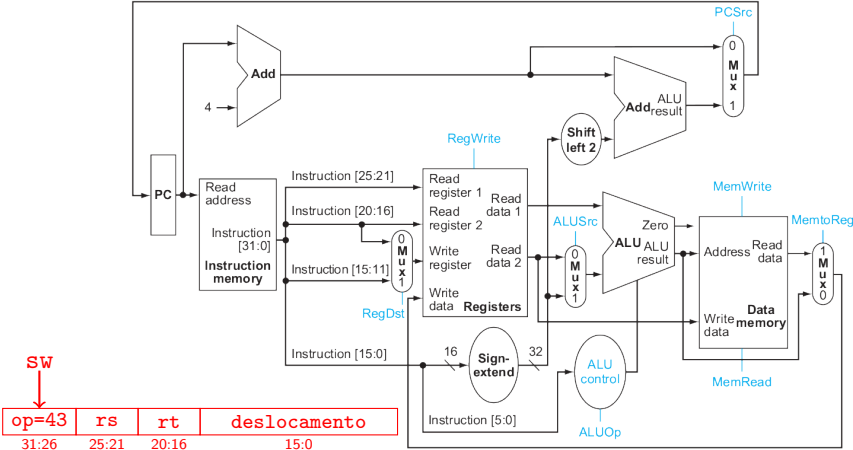 PCSrc
0
M
u
x
1
Add
ALU
Add
result
4
Shift
left 2
RegWrite
PC
Read
address
Instruction
[31:0]
Instruction
memory
Instruction [25:21]
Instruction [20:16]
Instruction [15:11]
0
M
u
x
1
RegDst
Read
register 1
Read
register 2
Write
register
Write
data
Read
data 1
Read
data 2
Registers
ALUSrc
0
M
u
x
1
Zero
ALU
ALU
result
MemWrite
Address
Read
data
Write
data
Data
memory
MemRead
MemtoReg
1
M
u
x
0
Instruction [15:0]
16
Sign-
extend
32
ALU
control
ALUOp
Instruction [5:0]
sw
op=43 rs rt deslocamento
31:26 25:21 20:16 15:0